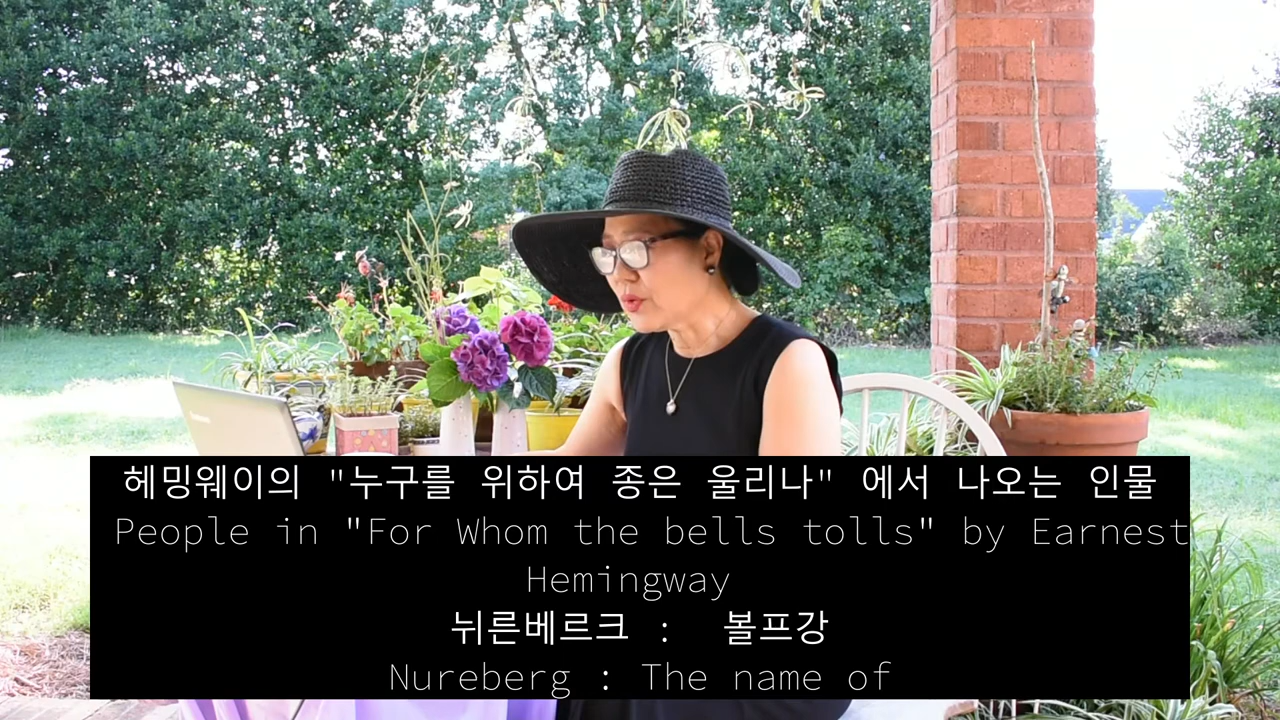 헤밍웨이의 "누구를 위하여 종은 울리나" 에서 나오는 인물
People in "For Whom the bells tolls" by Earnest
Hemingway
뉘른베르크 : 볼프강
Nureberg : The name of